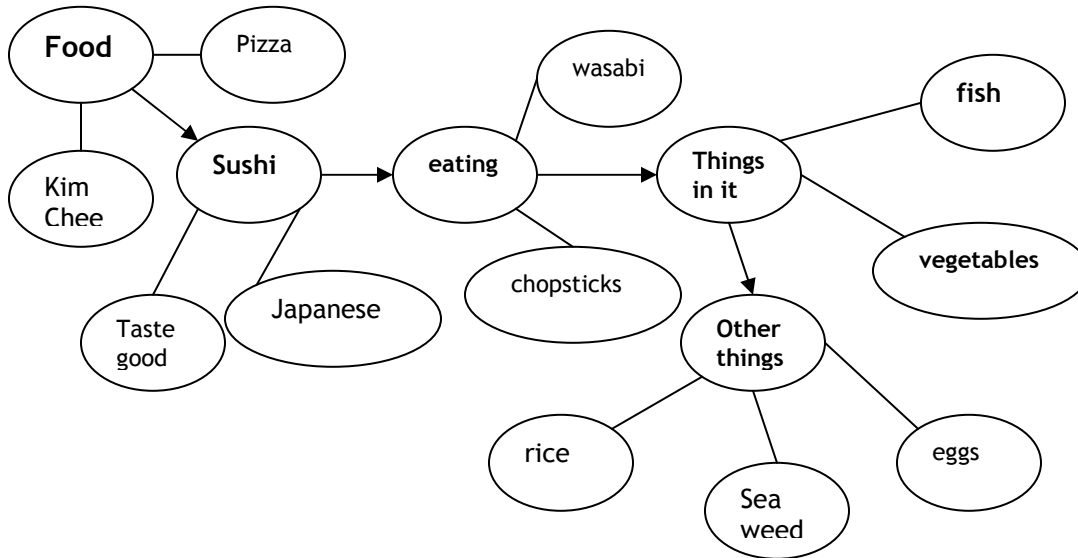 Food
Pizza
wasabi
fish
Sushi
eating
Things
in it
Kim
Chee
vegetables
chopsticks
Japanese
Taste
good
Other
things
rice
eggs
Sea
weed